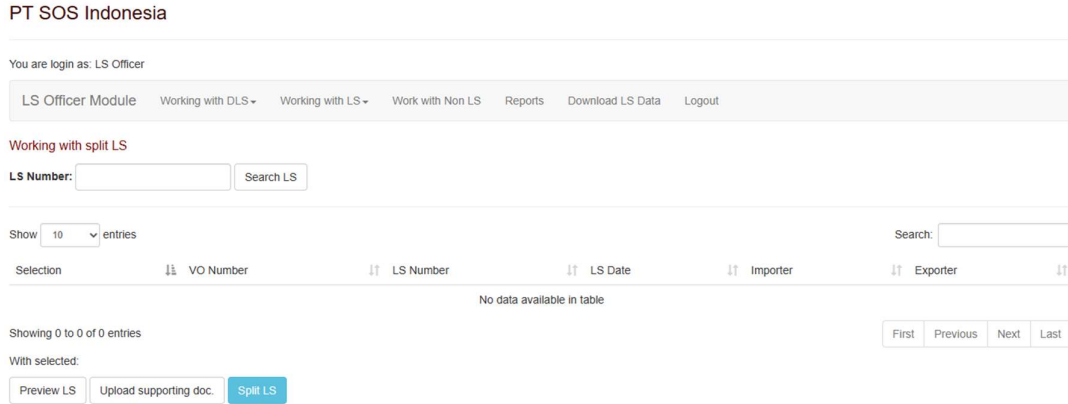 PT SOS Indonesia
You are login as: LS Officer
LS Officer Module Working with DLS Working with LS Work with Non LS Reports Download LS Data Logout
Working with split LS
LS Number: Search LS
Show 10 entries Search:
Selection VO Number LS Number LS Date Importer Exporter
No data available in table
Showing 0 to 0 of 0 entries First Previous Next Last
With selected:
Preview LS Upload supporting doc. Split LS